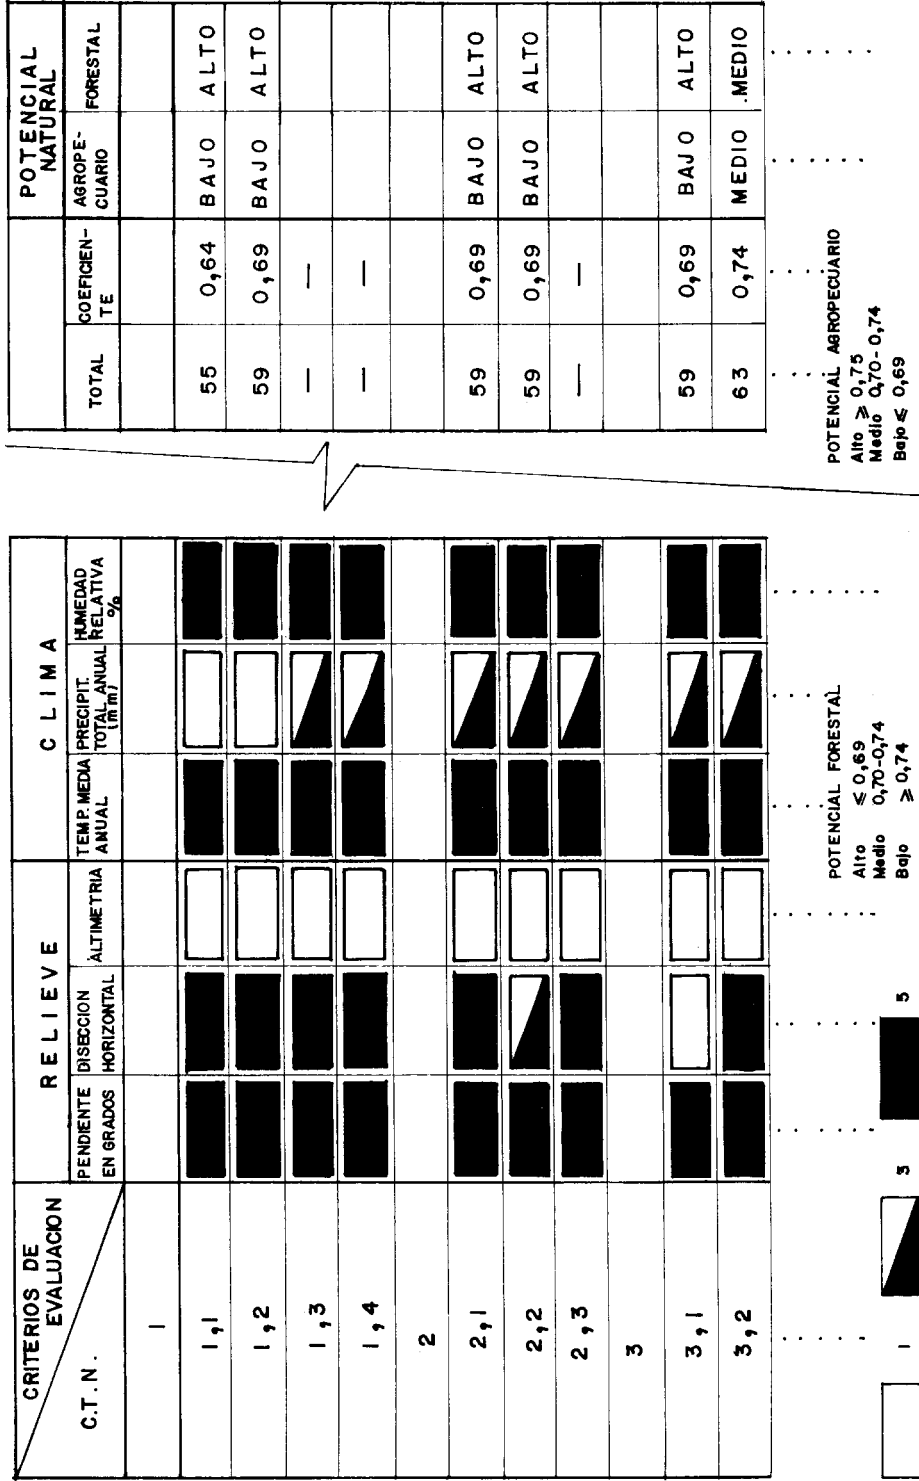 CRITERIOS DE EVALUACION
C.T.N.
RELIEVE
CLIMA
PENDIENTE EN GRADOS
DISECCION HORIZONTAL
ALTIMETRIA
TEMP. MEDIA ANUAL
PRECIPIT. TOTAL ANUAL (mm)
HUMEDAD RELATIVA %
TOTAL
COEFICIEN-TE
POTENCIAL NATURAL
AGROPE-CUARIO
FORESTAL
1
1,1 55 0,64 BAJO ALTO
1,2 59 0,69 BAJO ALTO
1,3 — —
1,4 — —
2
2,1 59 0,69 BAJO ALTO
2,2 59 0,69 BAJO ALTO
2,3 — —
3
3,1 59 0,69 BAJO ALTO
3,2 63 0,74 MEDIO .MEDIO
POTENCIAL FORESTAL
Alto ≤ 0,69
Medio 0,70-0,74
Bajo ≥ 0,74
POTENCIAL AGROPECUARIO
Alto ≥ 0,75
Medio 0,70-0,74
Bajo ≤ 0,69
1 3 5